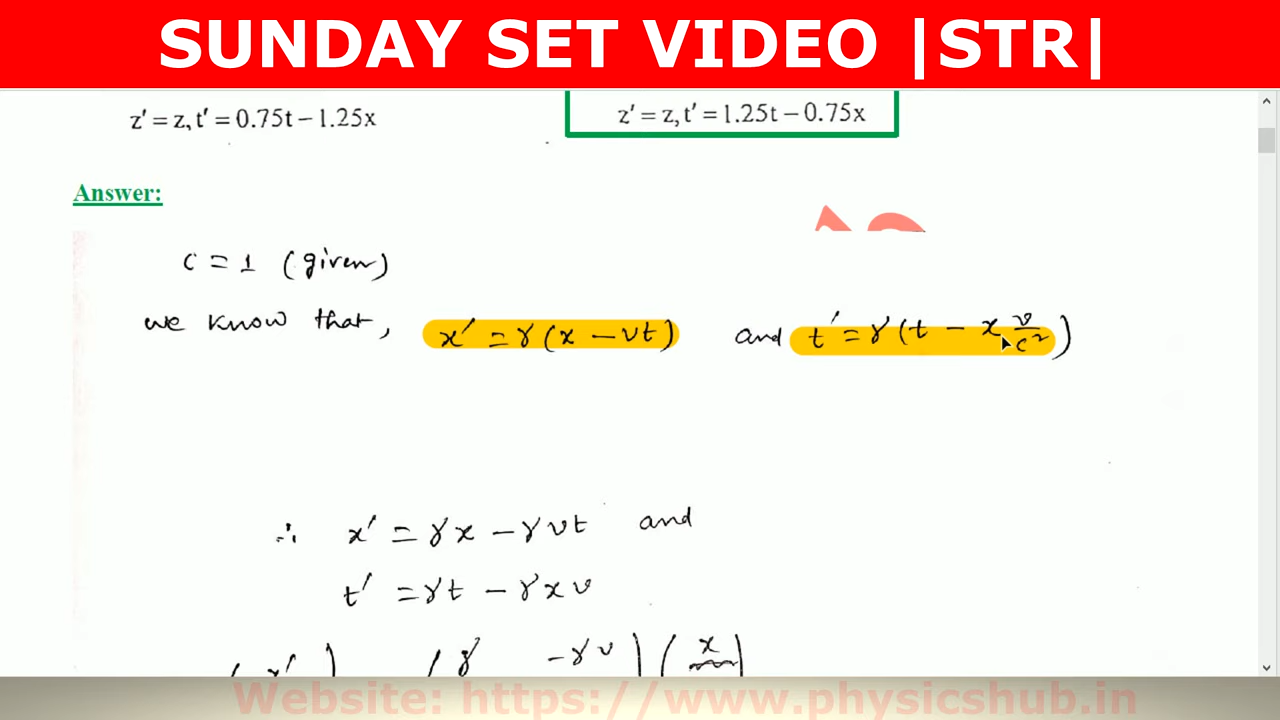 SUNDAY SET VIDEO |STR|
z' = z, t' = 0.75t − 1.25x
z' = z, t' = 1.25t − 0.75x
Answer:
c = 1 (given)
we know that, x' = γ(x − vt) and t' = γ(t − x v/c²)
∴ x' = γx − γvt and
t' = γt − γxv
(x') (γ −γv) (x
Website: https://www.physicshub.in